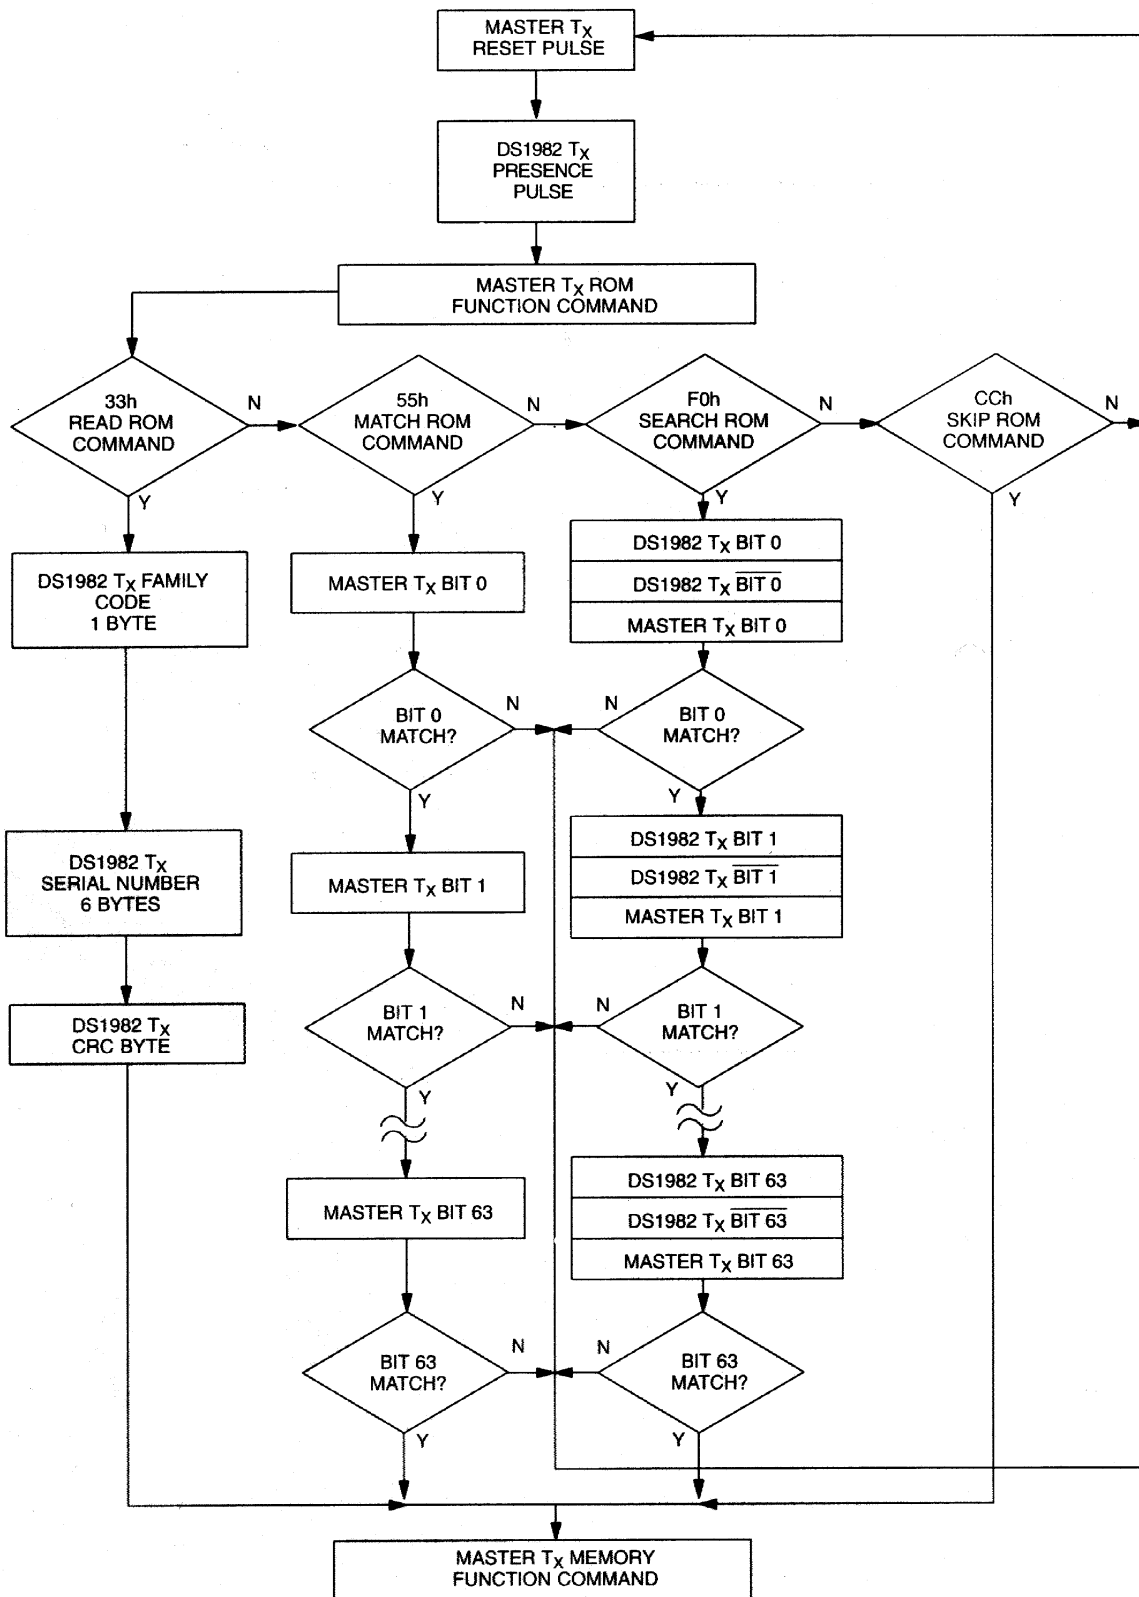 MASTER TX
RESET PULSE
DS1982 TX
PRESENCE
PULSE
MASTER TX ROM
FUNCTION COMMAND
33h
READ ROM
COMMAND
N
Y
55h
MATCH ROM
COMMAND
N
Y
F0h
SEARCH ROM
COMMAND
N
Y
CCh
SKIP ROM
COMMAND
N
Y
DS1982 TX FAMILY
CODE
1 BYTE
DS1982 TX
SERIAL NUMBER
6 BYTES
DS1982 TX
CRC BYTE
MASTER TX BIT 0
BIT 0
MATCH?
N
Y
MASTER TX BIT 1
BIT 1
MATCH?
N
Y
MASTER TX BIT 63
BIT 63
MATCH?
N
Y
DS1982 TX BIT 0
DS1982 TX B̅I̅T̅ ̅0̅
MASTER TX BIT 0
N
BIT 0
MATCH?
Y
DS1982 TX BIT 1
DS1982 TX B̅I̅T̅ ̅1̅
MASTER TX BIT 1
N
BIT 1
MATCH?
Y
DS1982 TX BIT 63
DS1982 TX B̅I̅T̅ ̅6̅3̅
MASTER TX BIT 63
N
BIT 63
MATCH?
Y
MASTER TX MEMORY
FUNCTION COMMAND